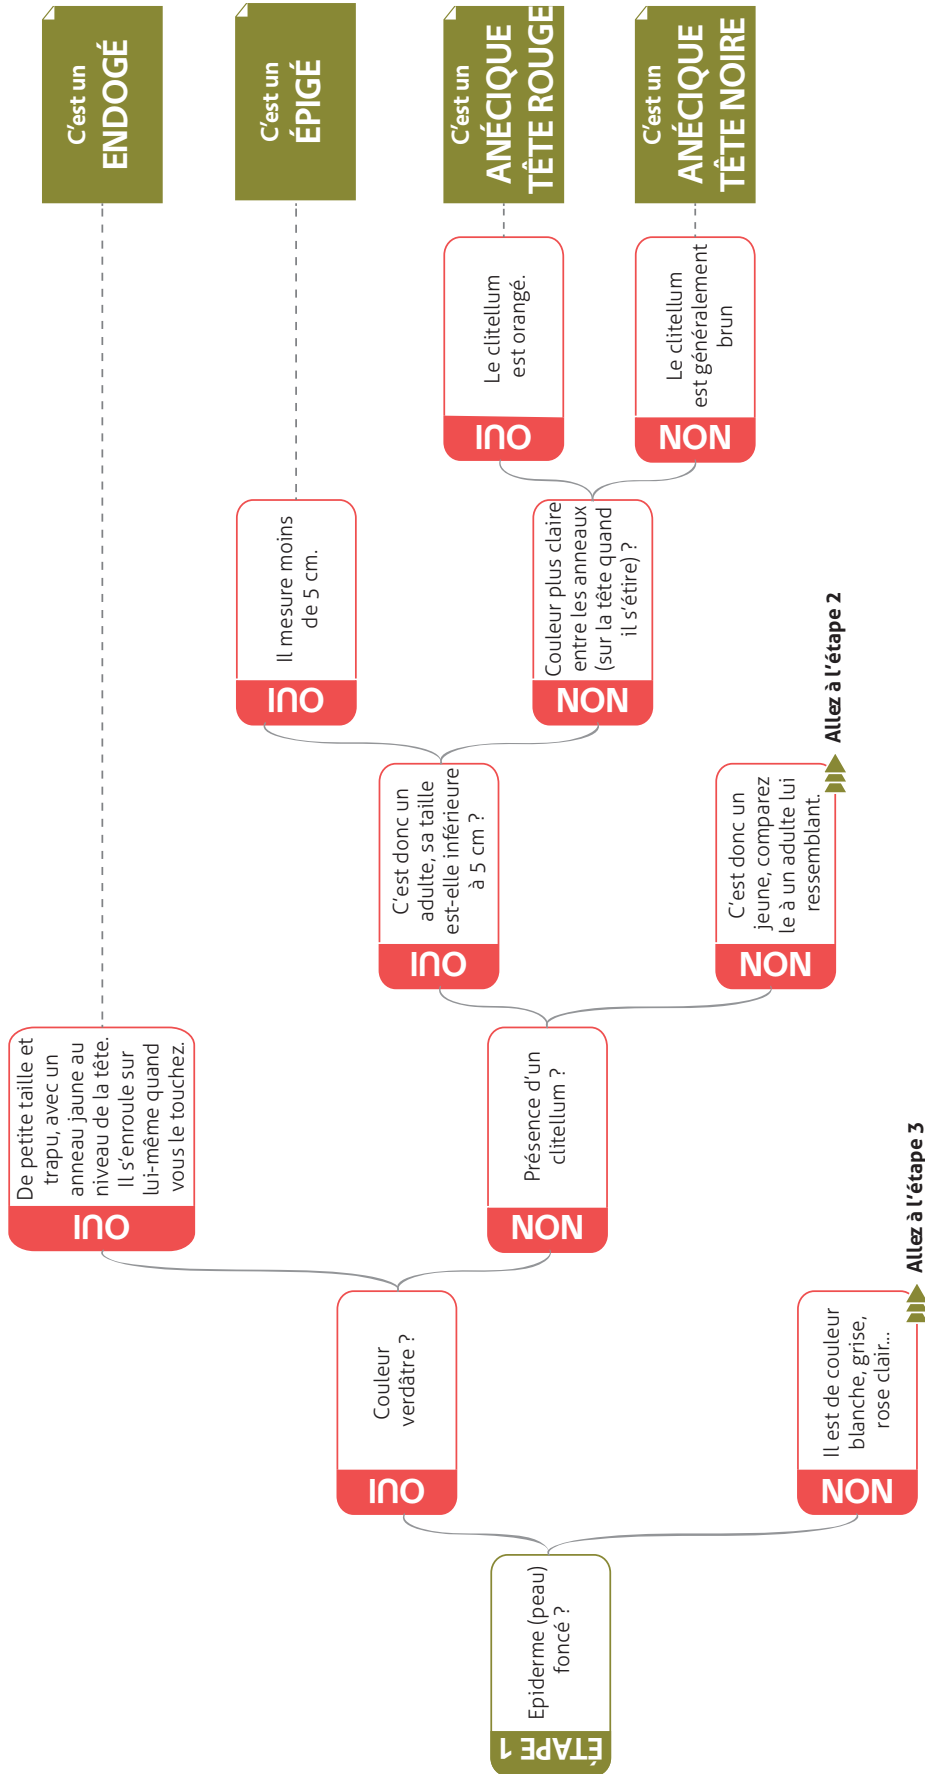 ÉTAPE 1
Epiderme (peau)
foncé ?
OUI
Couleur
verdâtre ?
OUI
De petite taille et
trapu, avec un
anneau jaune au
niveau de la tête.
Il s’enroule sur
lui-même quand
vous le touchez.
C’est un
ENDOGÉ
NON
Présence d’un
clitellum ?
OUI
C’est donc un
adulte, sa taille
est-elle inférieure
à 5 cm ?
OUI
Il mesure moins
de 5 cm.
C’est un
ÉPIGÉ
NON
Couleur plus claire
entre les anneaux
(sur la tête quand
il s’étire) ?
OUI
Le clitellum
est orangé.
C’est un
ANÉCIQUE
TÊTE ROUGE
NON
Le clitellum
est généralement
brun
C’est un
ANÉCIQUE
TÊTE NOIRE
NON
C’est donc un
jeune, comparez
le à un adulte lui
ressemblant.
Allez à l’étape 2
NON
Il est de couleur
blanche, grise,
rose clair...
Allez à l’étape 3